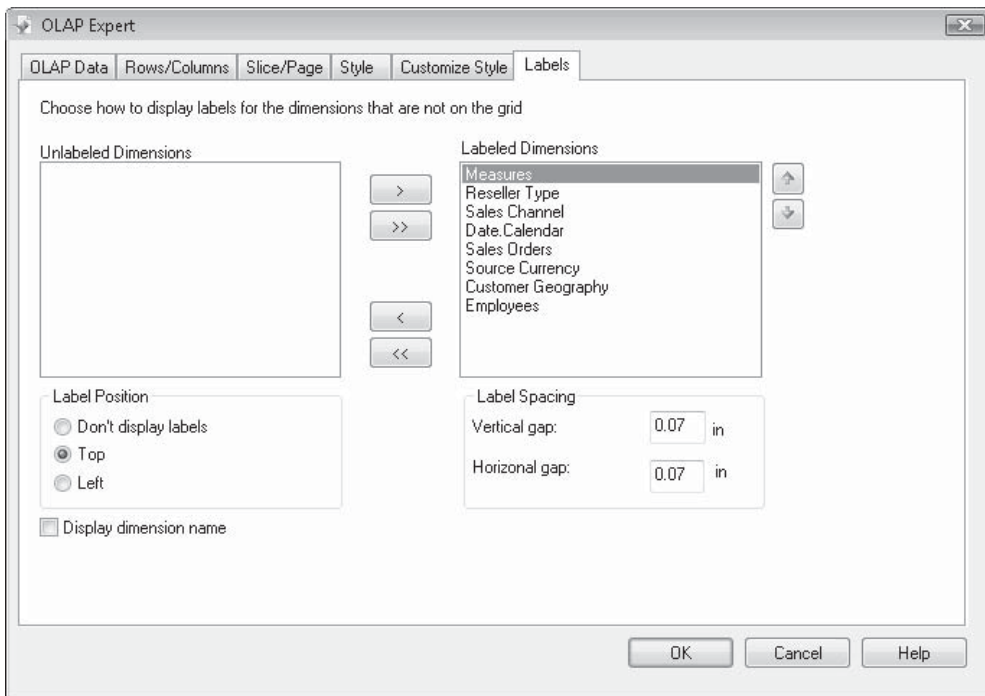 OLAP Expert
OLAP Data Rows/Columns Slice/Page Style Customize Style Labels
Choose how to display labels for the dimensions that are not on the grid
Unlabeled Dimensions
>
>>
<
<<
Labeled Dimensions
Measures
Reseller Type
Sales Channel
Date.Calendar
Sales Orders
Source Currency
Customer Geography
Employees
Label Position
Don't display labels
Top
Left
Label Spacing
Vertical gap: 0.07 in
Horizonal gap: 0.07 in
Display dimension name
OK Cancel Help